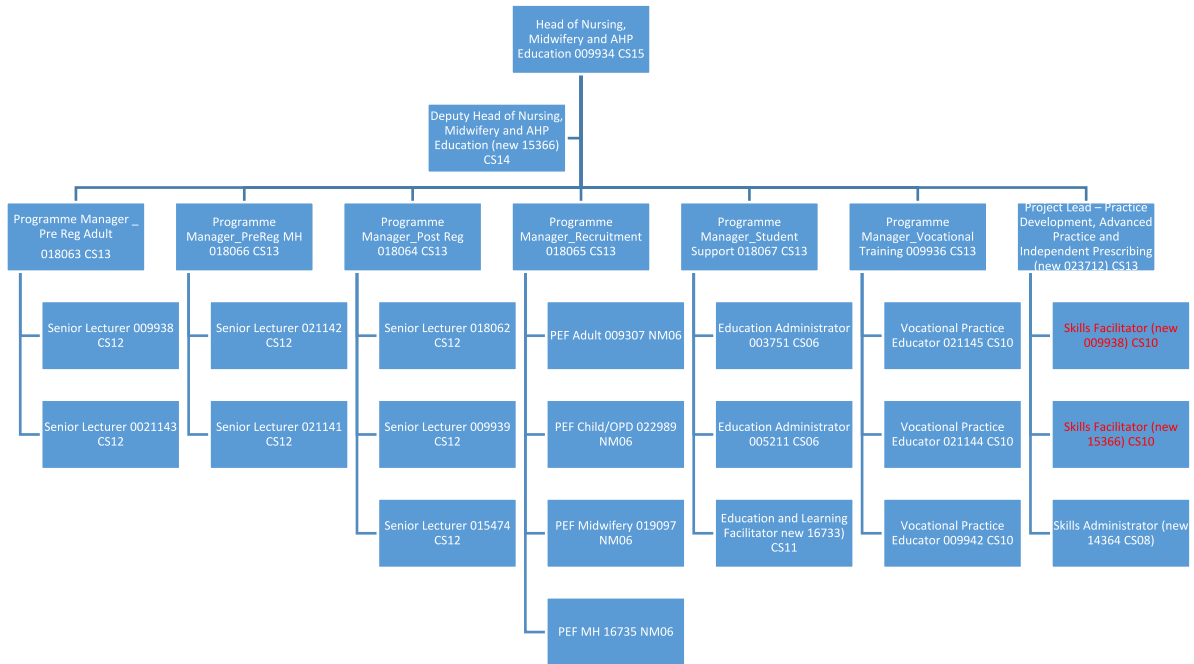 Head of Nursing,
Midwifery and AHP
Education 009934 CS15
Deputy Head of Nursing,
Midwifery and AHP
Education (new 15366)
CS14
Programme Manager _
Pre Reg Adult
018063 CS13
Programme
Manager_PreReg MH
018066 CS13
Programme
Manager_Post Reg
018064 CS13
Programme
Manager_Recruitment
018065 CS13
Programme
Manager_Student
Support 018067 CS13
Programme
Manager_Vocational
Training 009936 CS13
Project Lead – Practice
Development, Advanced
Practice and
Independent Prescribing
(new 023712) CS13
Senior Lecturer 009938
CS12
Senior Lecturer 021142
CS12
Senior Lecturer 018062
CS12
PEF Adult 009307 NM06
Education Administrator
003751 CS06
Vocational Practice
Educator 021145 CS10
Skills Facilitator (new
009938) CS10
Senior Lecturer 0021143
CS12
Senior Lecturer 021141
CS12
Senior Lecturer 009939
CS12
PEF Child/OPD 022989
NM06
Education Administrator
005211 CS06
Vocational Practice
Educator 021144 CS10
Skills Facilitator (new
15366) CS10
Senior Lecturer 015474
CS12
PEF Midwifery 019097
NM06
Education and Learning
Facilitator new 16733)
CS11
Vocational Practice
Educator 009942 CS10
Skills Administrator (new
14364 CS08)
PEF MH 16735 NM06